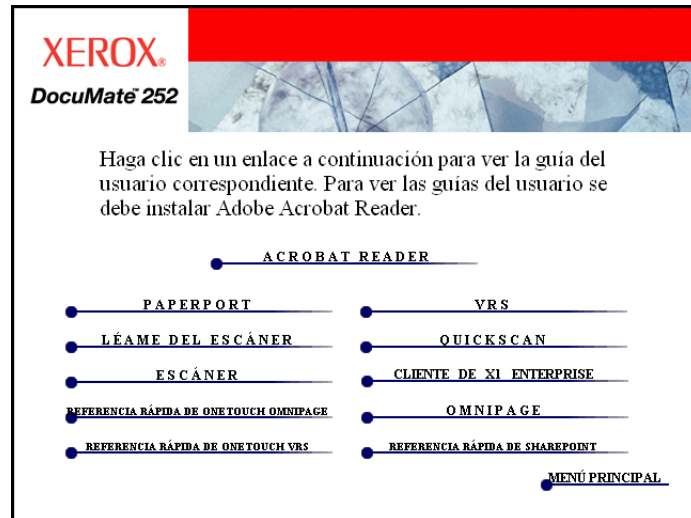 XEROX®
DocuMate™ 252
Haga clic en un enlace a continuación para ver la guía del
usuario correspondiente. Para ver las guías del usuario se
debe instalar Adobe Acrobat Reader.
ACROBAT READER
PAPERPORT
LÉAME DEL ESCÁNER
ESCÁNER
REFERENCIA RÁPIDA DE ONETOUCH OMNIPAGE
REFERENCIA RÁPIDA DE ONETOUCH VRS
VRS
QUICKSCAN
CLIENTE DE X1 ENTERPRISE
OMNIPAGE
REFERENCIA RÁPIDA DE SHAREPOINT
MENÚ PRINCIPAL